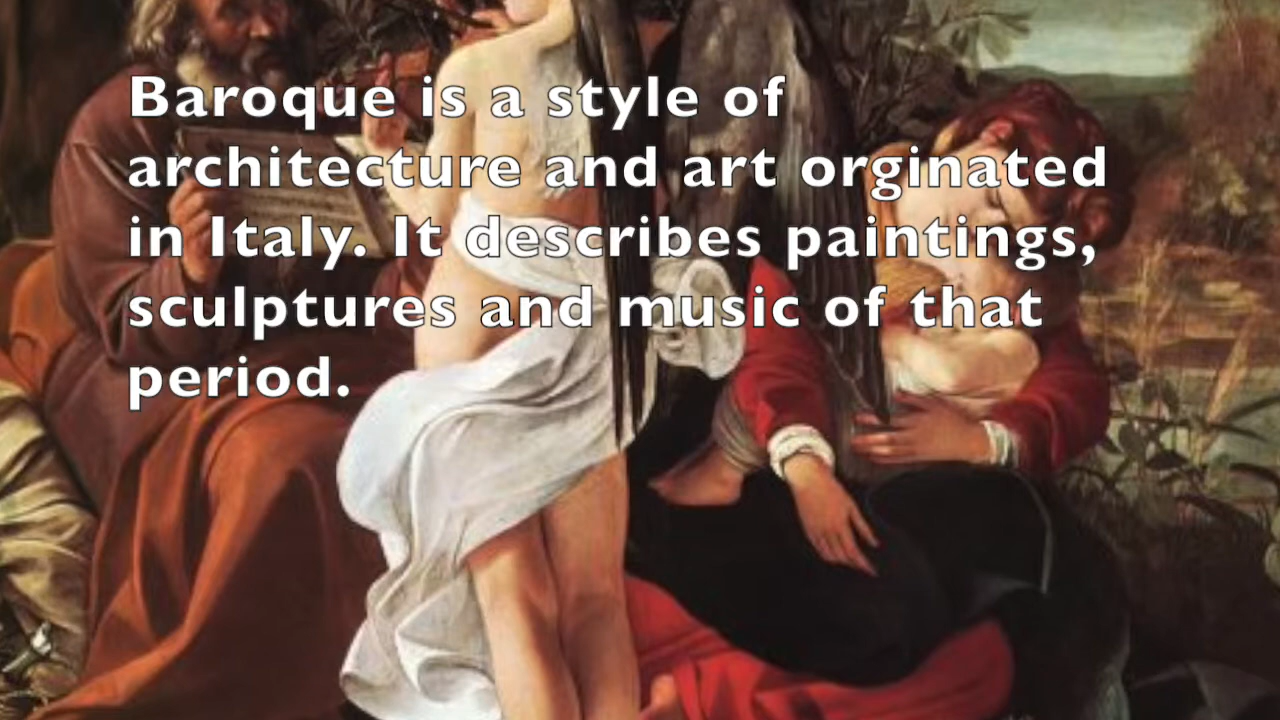 Baroque is a style of
architecture and art orginated
in Italy. It describes paintings,
sculptures and music of that
period.